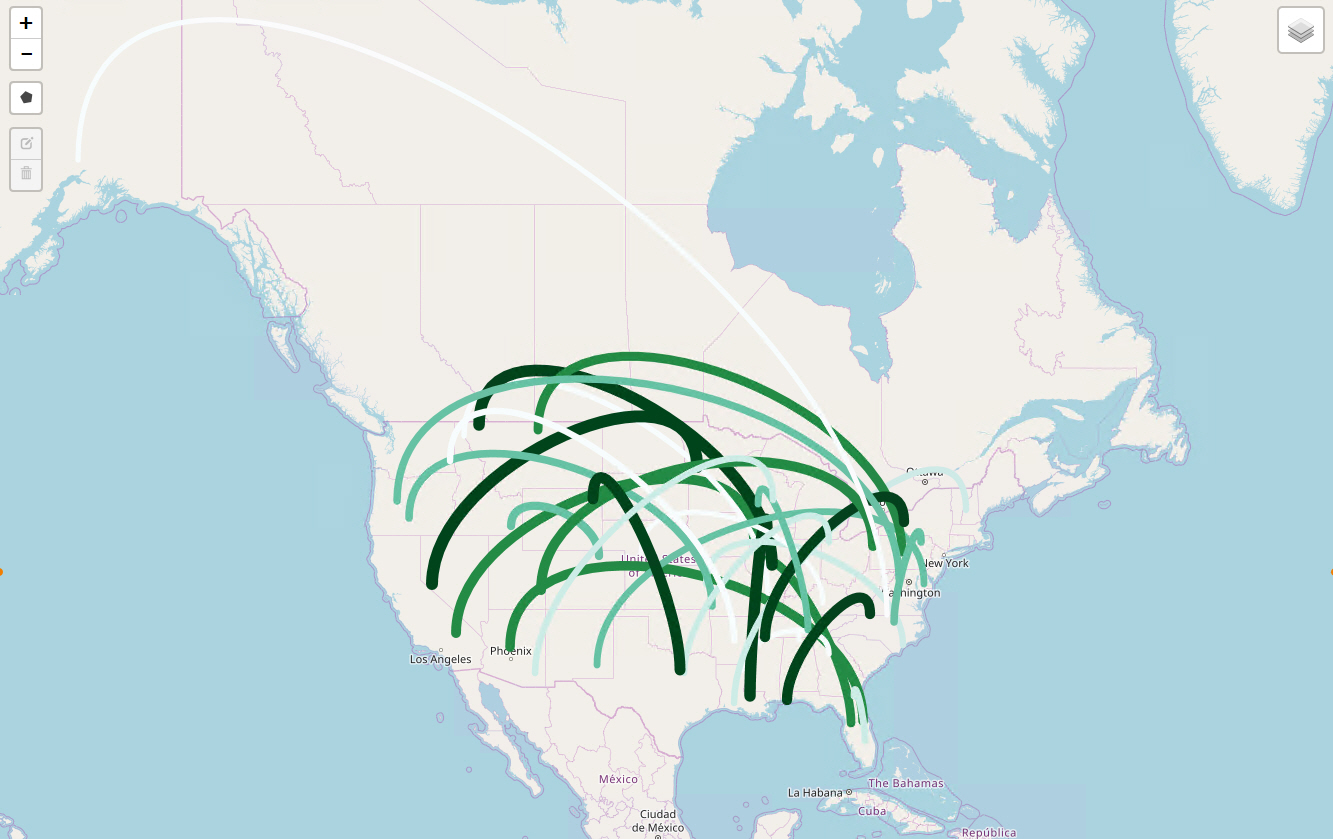 +
−
Ottawa
United States
New York
Washington
Los Angeles
Phoenix
México
The Bahamas
La Habana
Cuba
Ciudad
de México
República